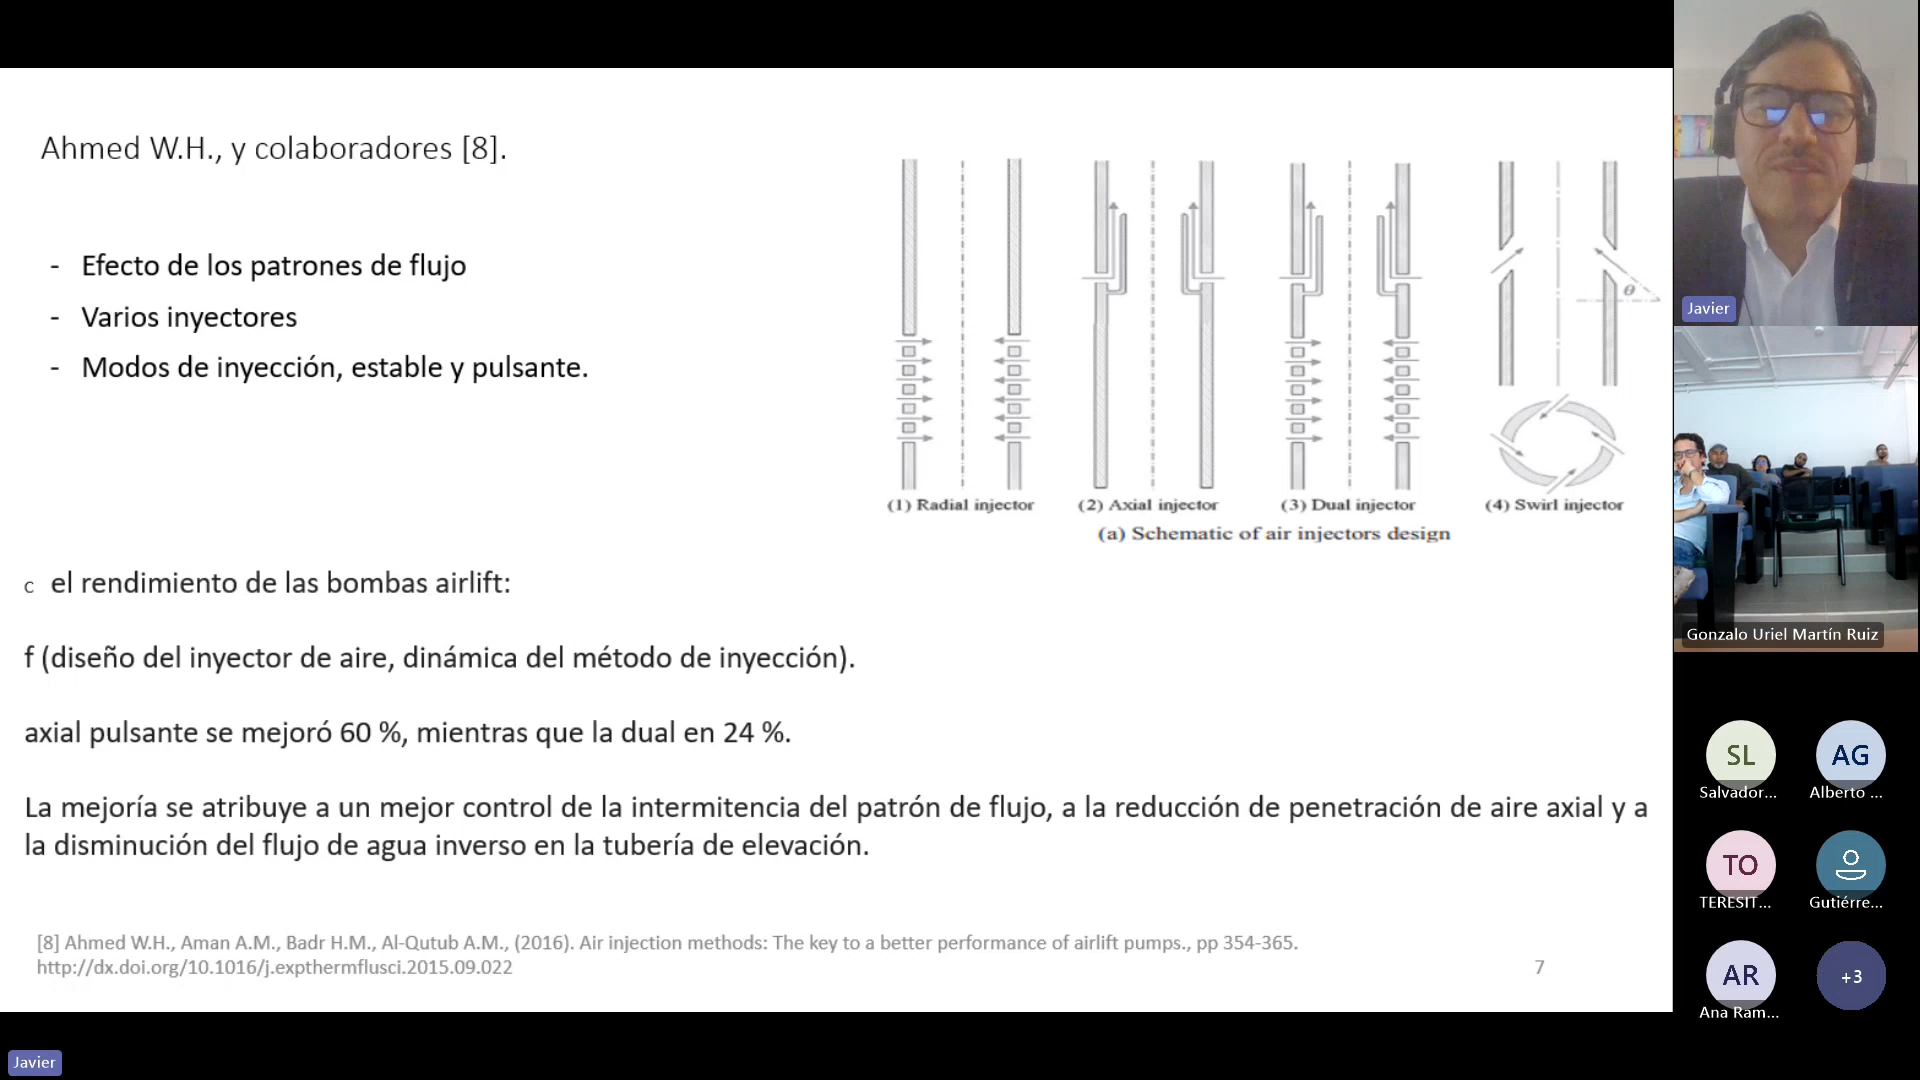 Ahmed W.H., y colaboradores [8].
- Efecto de los patrones de flujo
- Varios inyectores
- Modos de inyección, estable y pulsante.
θ
(1) Radial injector
(2) Axial injector
(3) Dual injector
(4) Swirl injector
(a) Schematic of air injectors design
c el rendimiento de las bombas airlift:
f (diseño del inyector de aire, dinámica del método de inyección).
axial pulsante se mejoró 60 %, mientras que la dual en 24 %.
La mejoría se atribuye a un mejor control de la intermitencia del patrón de flujo, a la reducción de penetración de aire axial y a
la disminución del flujo de agua inverso en la tubería de elevación.
[8] Ahmed W.H., Aman A.M., Badr H.M., Al-Qutub A.M., (2016). Air injection methods: The key to a better performance of airlift pumps., pp 354-365.
http://dx.doi.org/10.1016/j.expthermflusci.2015.09.022
7
Javier
Gonzalo Uriel Martín Ruiz
SL
Salvador...
AG
Alberto ...
TO
TERESIT...
Gutiérre...
AR
Ana Ram...
+3
Javier